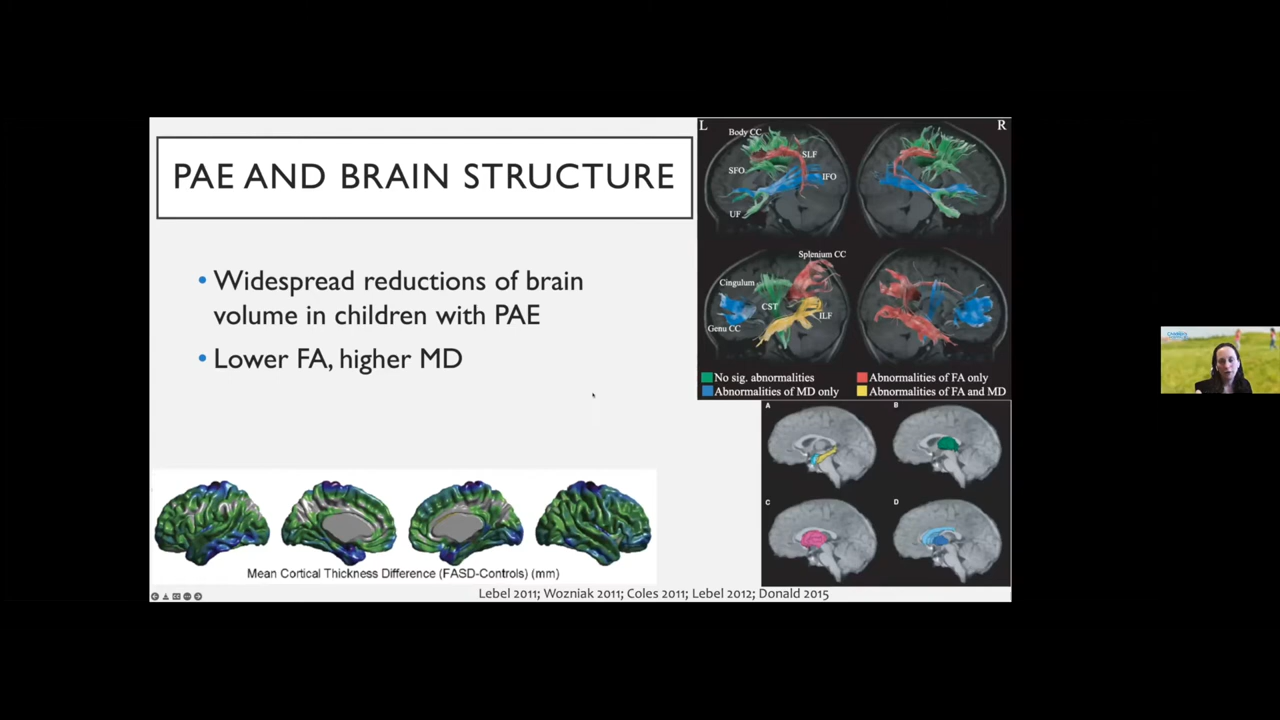 PAE AND BRAIN STRUCTURE
• Widespread reductions of brain
volume in children with PAE
• Lower FA, higher MD
L
R
Body CC
SLF
SFO
IFO
UF
Splenium CC
Cingulum
CST
ILF
Genu CC
No sig. abnormalities
Abnormalities of FA only
Abnormalities of MD only
Abnormalities of FA and MD
A
B
C
D
Mean Cortical Thickness Difference (FASD-Controls) (mm)
Lebel 2011; Wozniak 2011; Coles 2011; Lebel 2012; Donald 2015